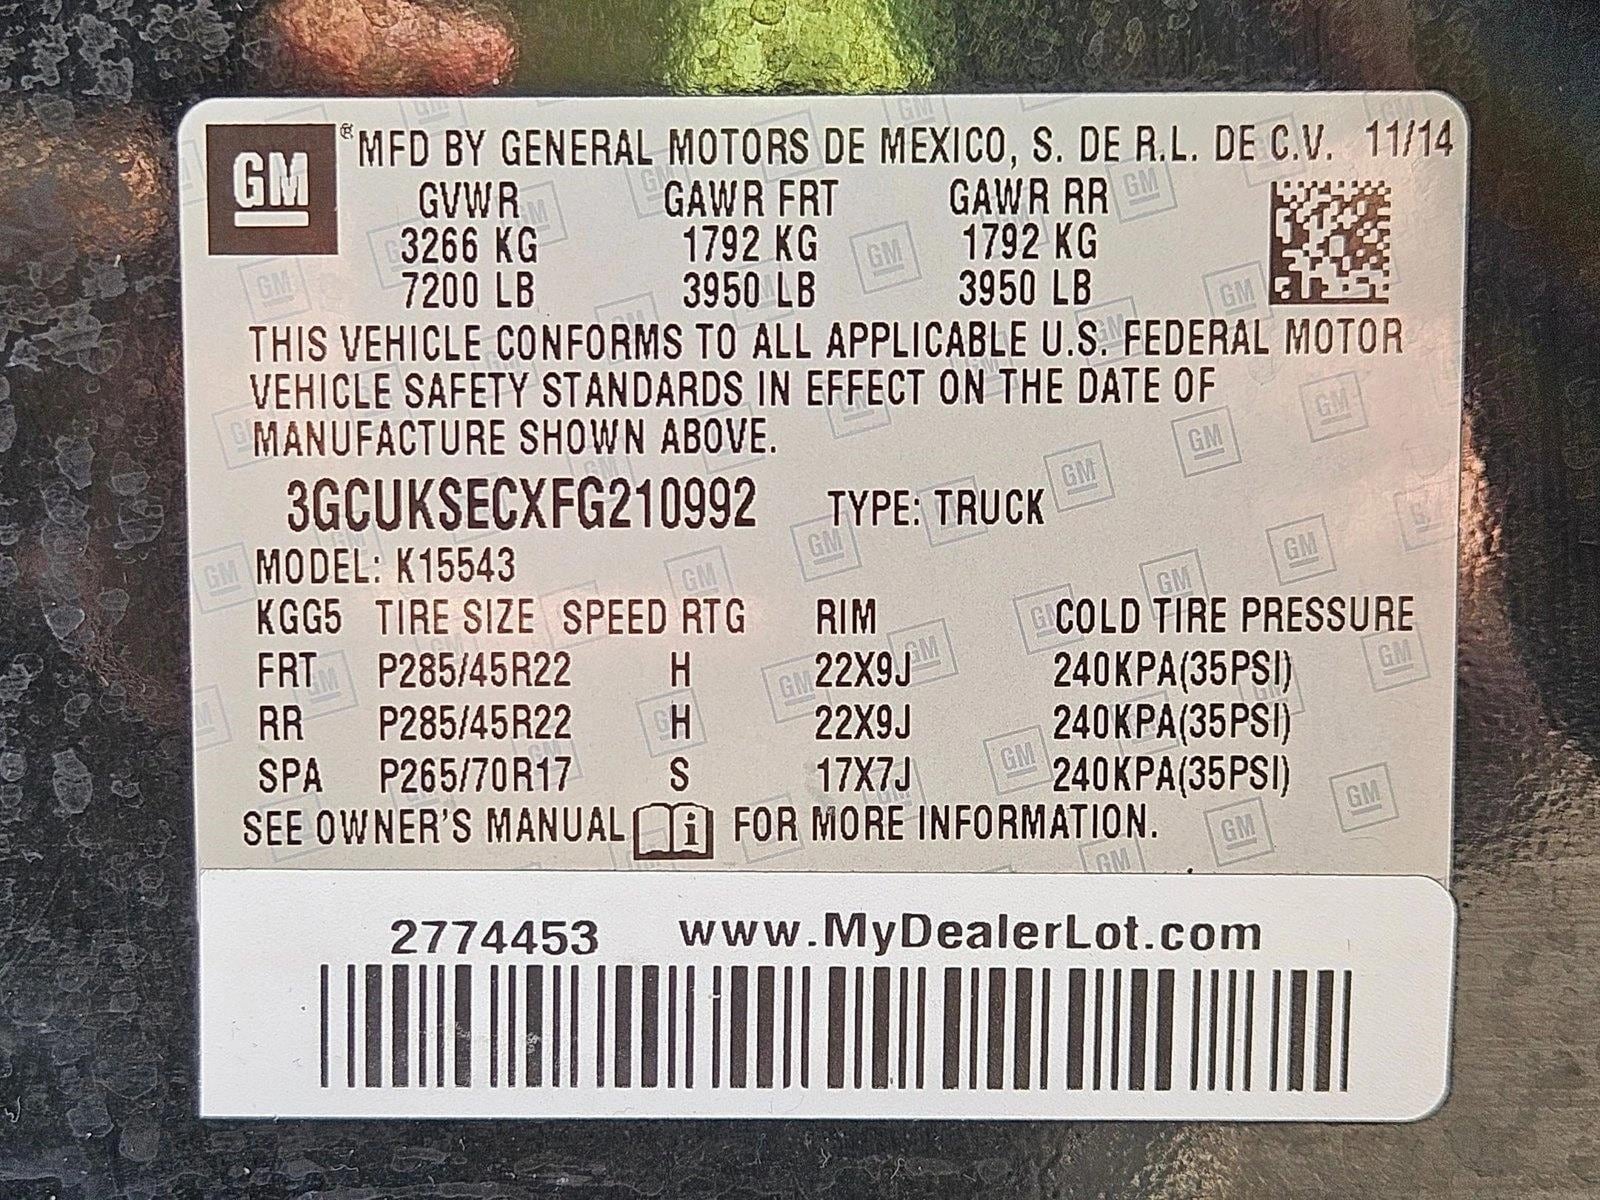 GM ® MFD BY GENERAL MOTORS DE MEXICO, S. DE R.L. DE C.V. 11/14
GVWR GAWR FRT GAWR RR
3266 KG 1792 KG 1792 KG
7200 LB 3950 LB 3950 LB
THIS VEHICLE CONFORMS TO ALL APPLICABLE U.S. FEDERAL MOTOR
VEHICLE SAFETY STANDARDS IN EFFECT ON THE DATE OF
MANUFACTURE SHOWN ABOVE.
3GCUKSECXFG210992 TYPE: TRUCK
MODEL: K15543
KGG5 TIRE SIZE SPEED RTG RIM COLD TIRE PRESSURE
FRT P285/45R22 H 22X9J 240KPA(35PSI)
RR P285/45R22 H 22X9J 240KPA(35PSI)
SPA P265/70R17 S 17X7J 240KPA(35PSI)
SEE OWNER'S MANUAL i FOR MORE INFORMATION.
2774453 www.MyDealerLot.com